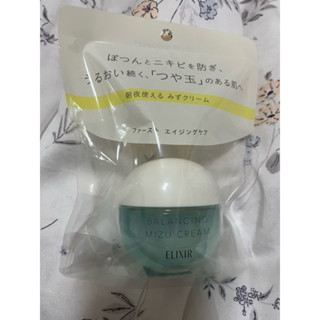 ぽつんとニキビを防ぎ、
うるおい続く、「つや玉」のある肌へ
朝夜使える みずクリーム
ファースト エイジングケア
BALANCING
MIZU CREAM
ELIXIR